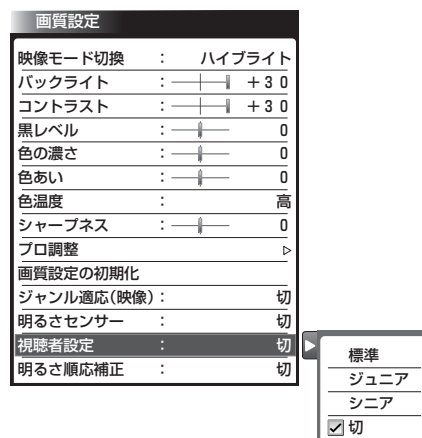 画質設定
映像モード切換 : ハイブライト
バックライト : +30
コントラスト : +30
黒レベル : 0
色の濃さ : 0
色あい : 0
色温度 : 高
シャープネス : 0
プロ調整
画質設定の初期化
ジャンル適応(映像) : 切
明るさセンサー : 切
視聴者設定 : 切
明るさ順応補正 : 切
標準
ジュニア
シニア
切